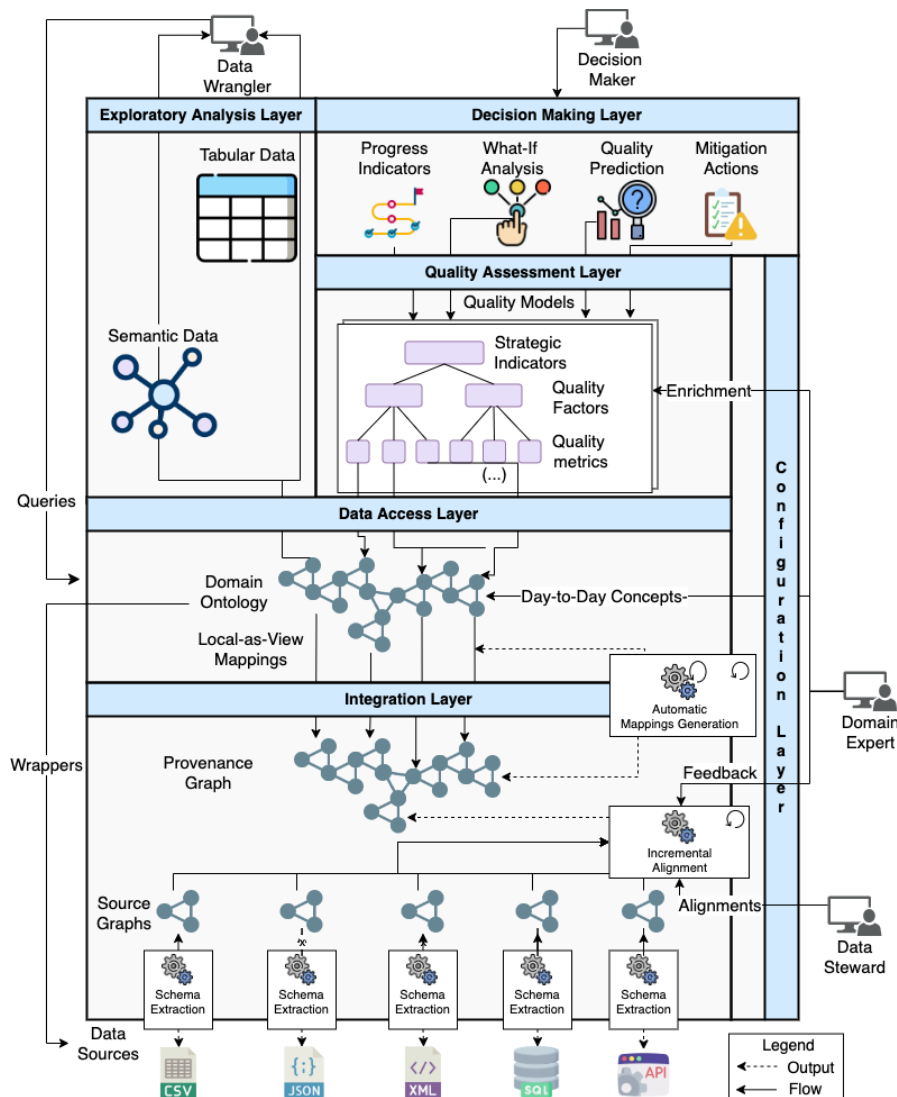 Data
Wrangler
Decision
Maker
Exploratory Analysis Layer
Decision Making Layer
Tabular Data
Progress
Indicators
What-If
Analysis
Quality
Prediction
Mitigation
Actions
?
Quality Assessment Layer
Quality Models
Semantic Data
Strategic
Indicators
Quality
Factors
Enrichment
Quality
metrics
(...)
Queries
Data Access Layer
Configuration Layer
Domain
Ontology
Day-to-Day Concepts
Local-as-View
Mappings
Integration Layer
Automatic
Mappings Generation
Domain
Expert
Wrappers
Provenance
Graph
Feedback
Incremental
Alignment
Source
Graphs
Alignments
Data
Steward
Schema
Extraction
Schema
Extraction
Schema
Extraction
Schema
Extraction
Schema
Extraction
Data
Sources
CSV
{;}
JSON
</>
XML
SQL
API
Legend
Output
Flow